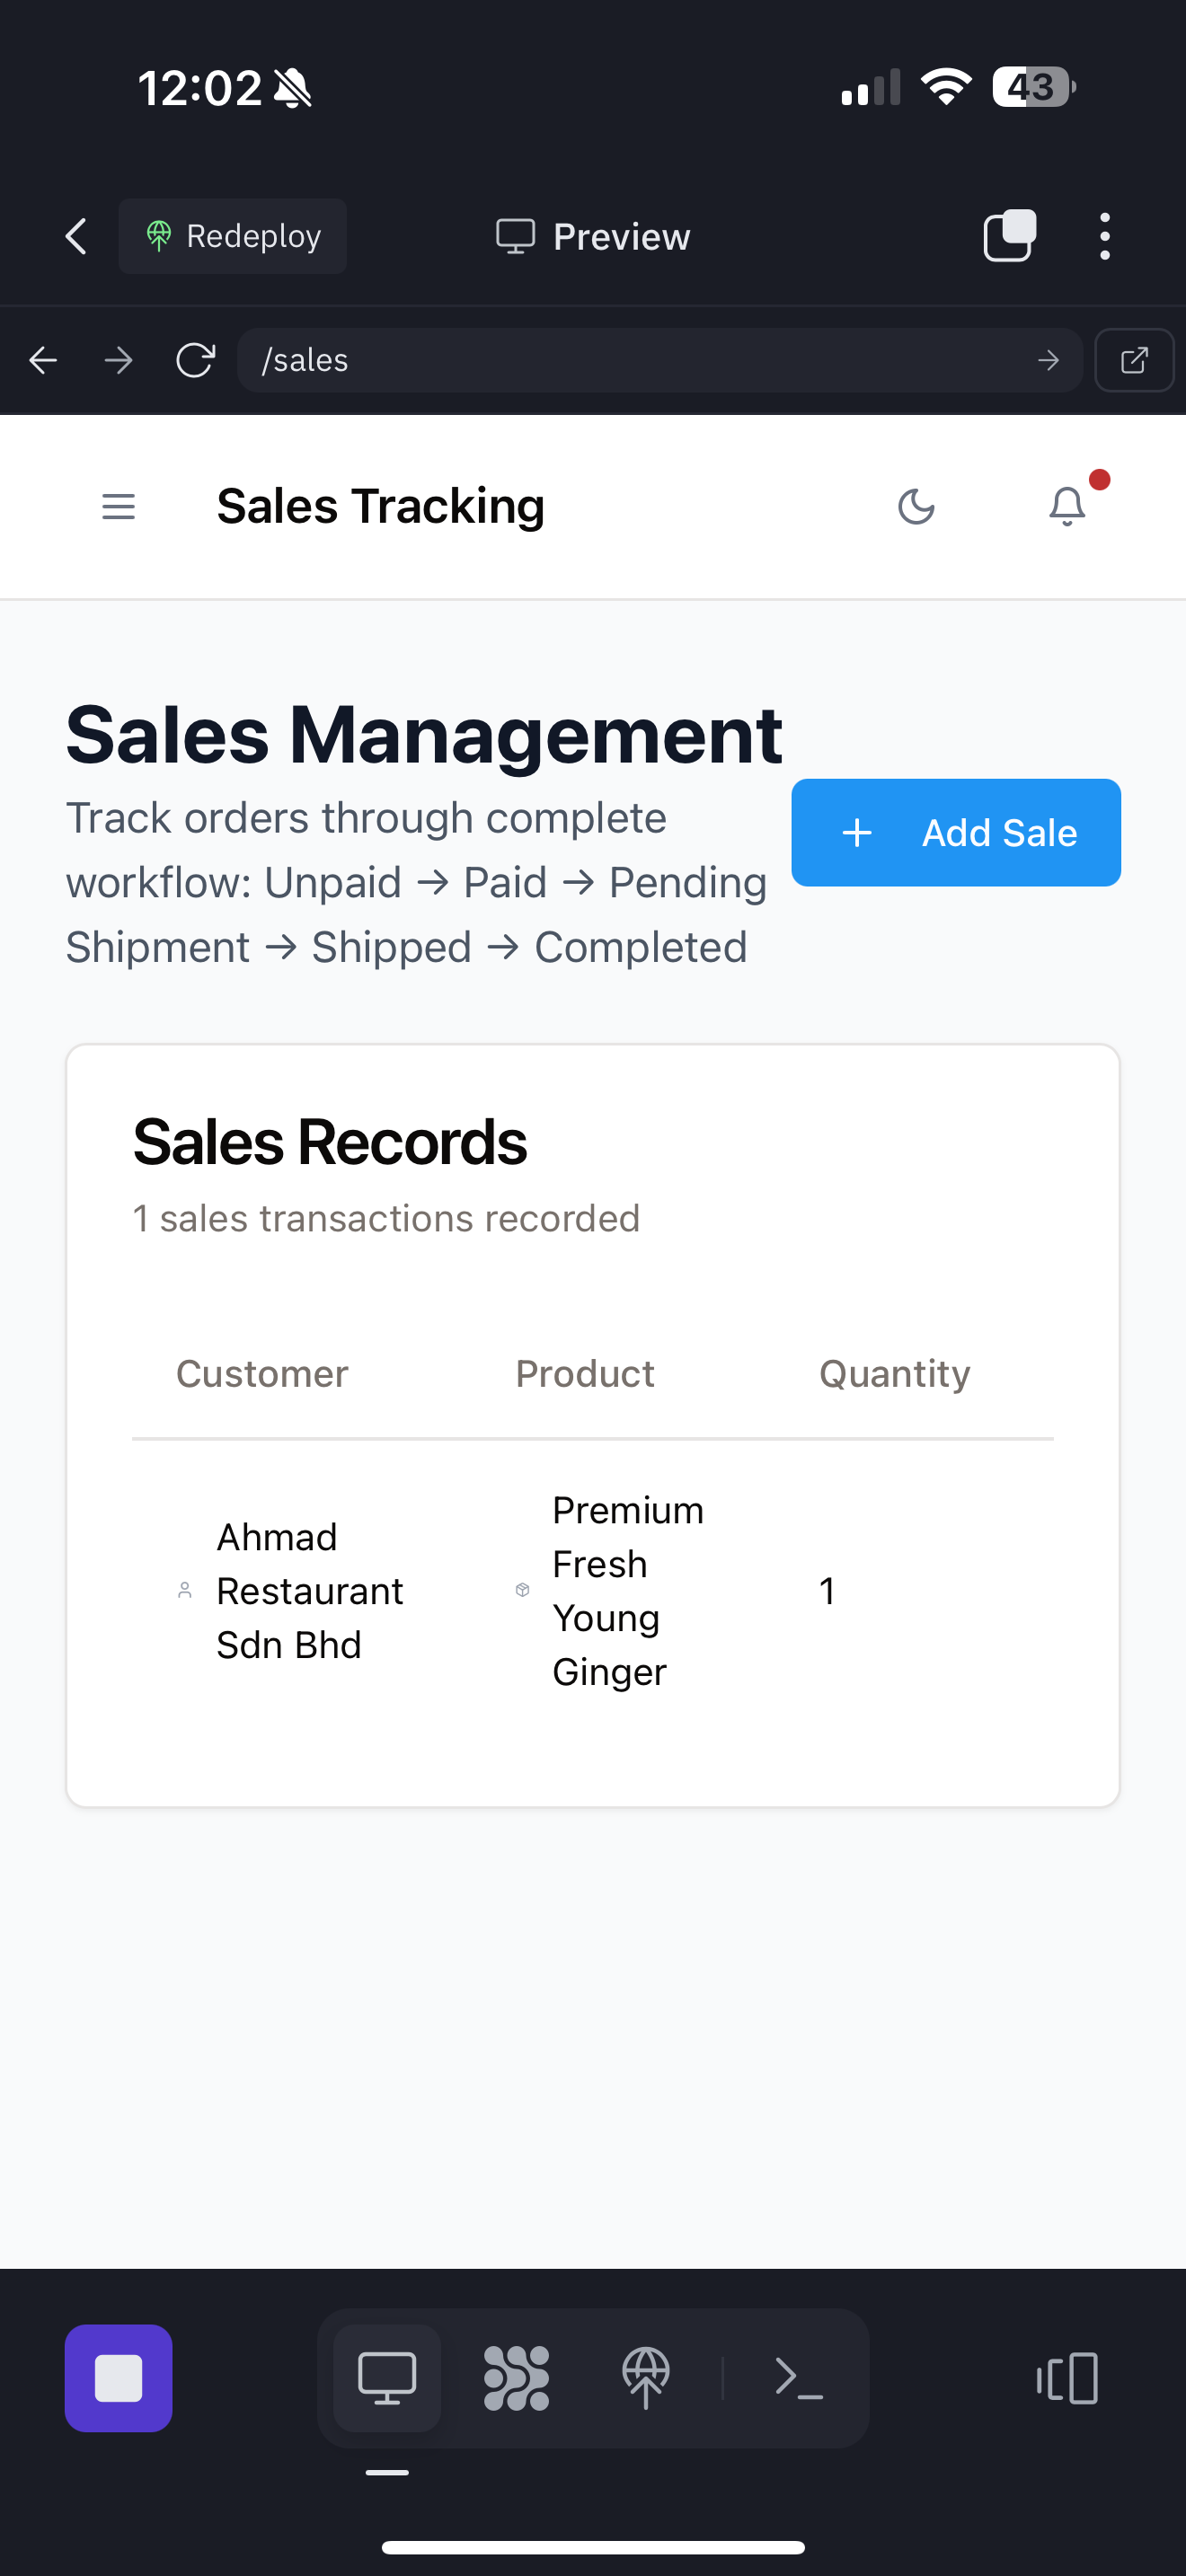 12:02
43
Redeploy
Preview
/sales
Sales Tracking
Sales Management
Track orders through complete
workflow: Unpaid → Paid → Pending
Shipment → Shipped → Completed
+ Add Sale
Sales Records
1 sales transactions recorded
Customer Product Quantity
Ahmad
Restaurant
Sdn Bhd
Premium
Fresh
Young
Ginger
1